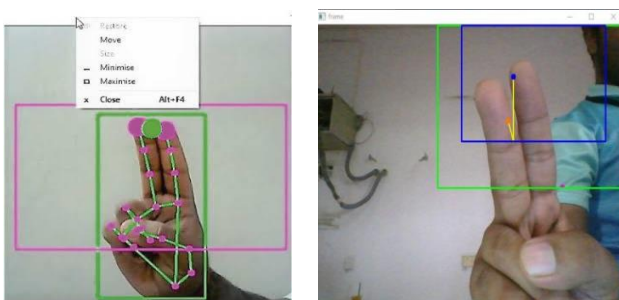 Restore
Move
Size
Minimise
Maximise
Close Alt+F4
frame